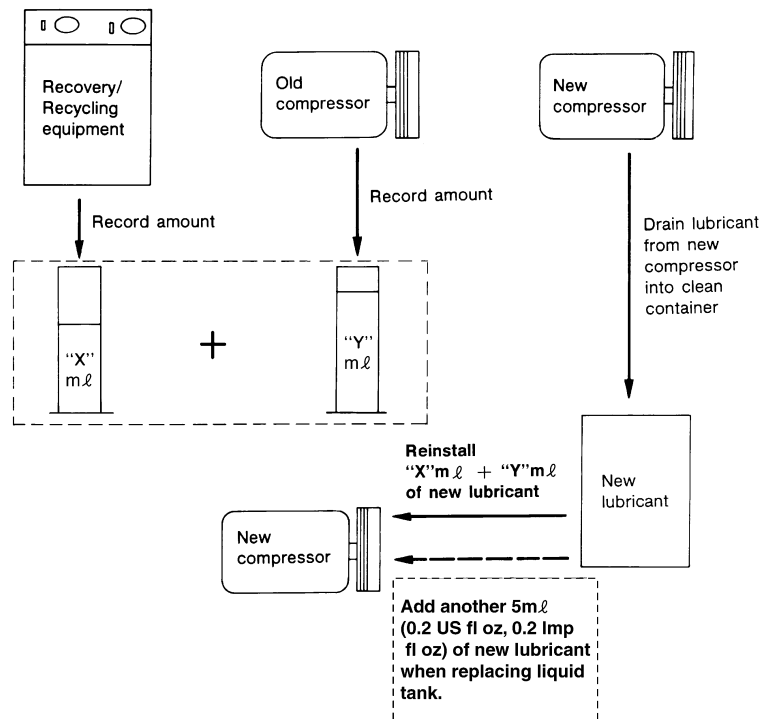 Recovery/
Recycling
equipment
Old
compressor
New
compressor
Record amount
Record amount
Drain lubricant
from new
compressor
into clean
container
“X”
mℓ
+
“Y”
mℓ
Reinstall
“X”mℓ + “Y”mℓ
of new lubricant
New
lubricant
New
compressor
Add another 5mℓ
(0.2 US fl oz, 0.2 Imp
fl oz) of new lubricant
when replacing liquid
tank.